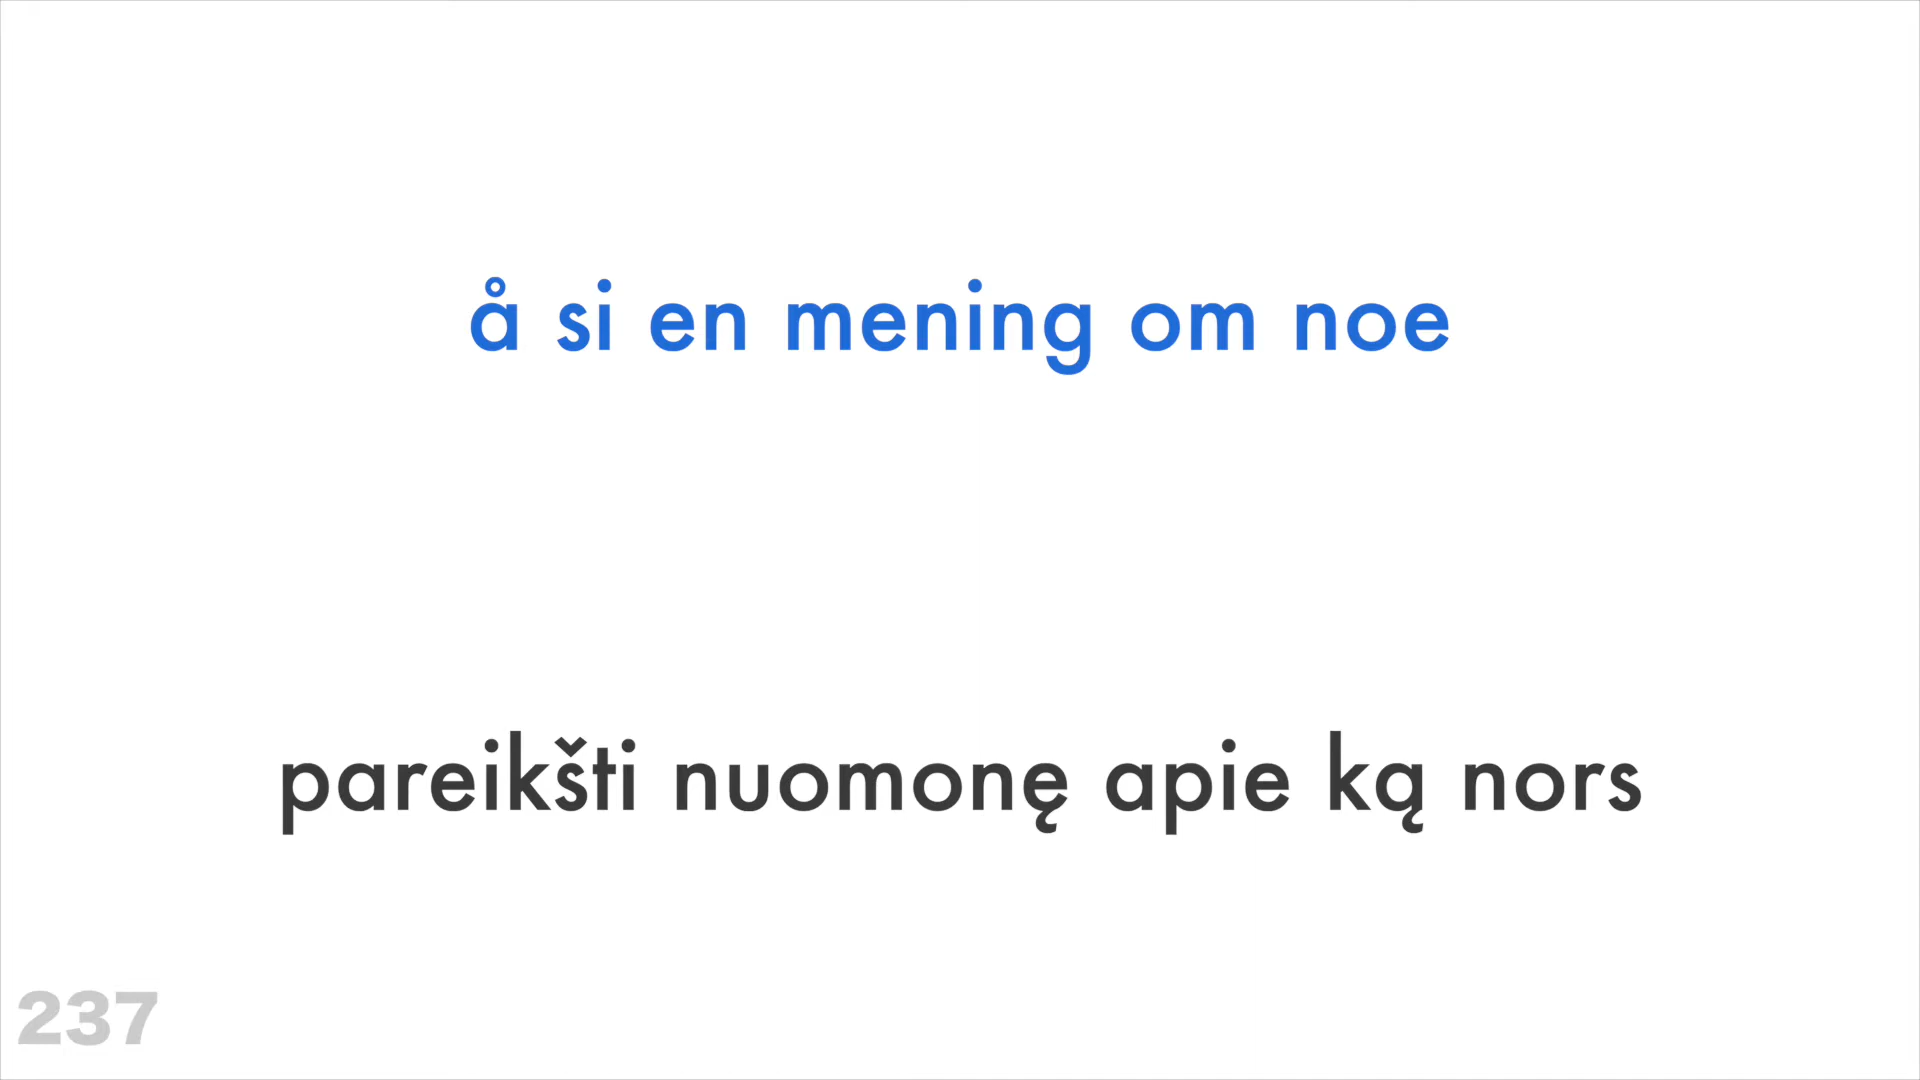 å si en mening om noe
pareikšti nuomonę apie ką nors
237